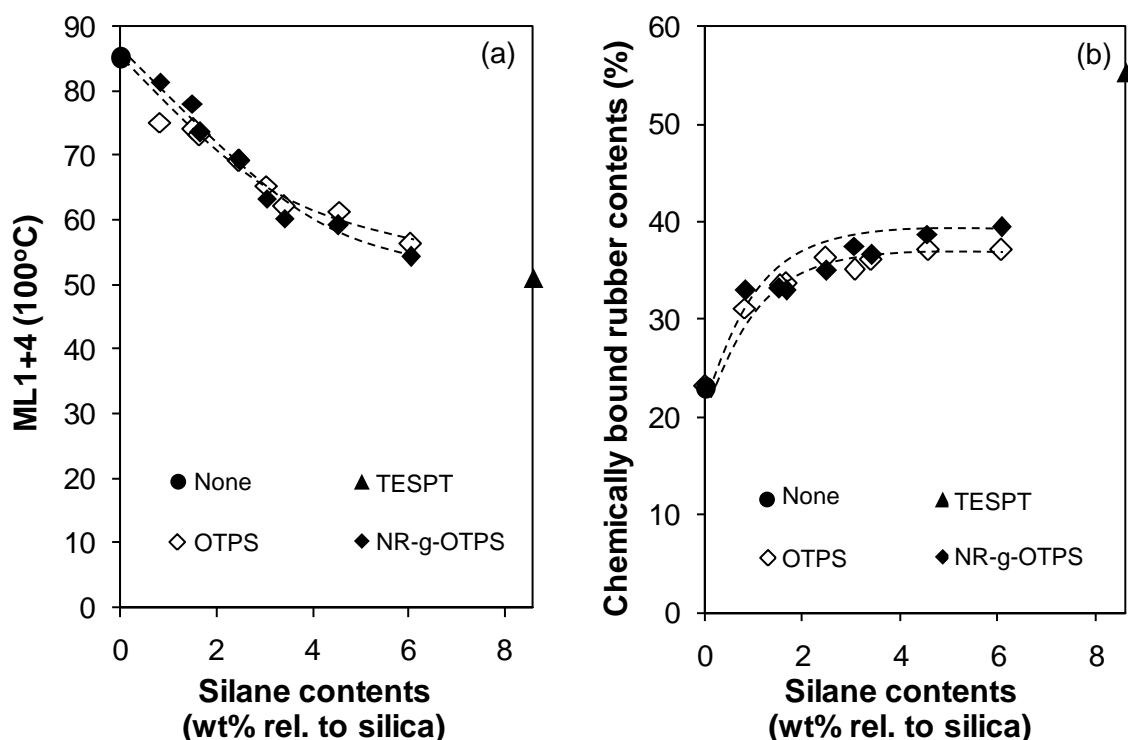 (a)
ML1+4 (100°C)
90
80
70
60
50
40
30
20
10
0
None
TESPT
OTPS
NR-g-OTPS
0 2 4 6 8
Silane contents
(wt% rel. to silica)
(b)
Chemically bound rubber contents (%)
60
50
40
30
20
10
0
None
TESPT
OTPS
NR-g-OTPS
0 2 4 6 8
Silane contents
(wt% rel. to silica)